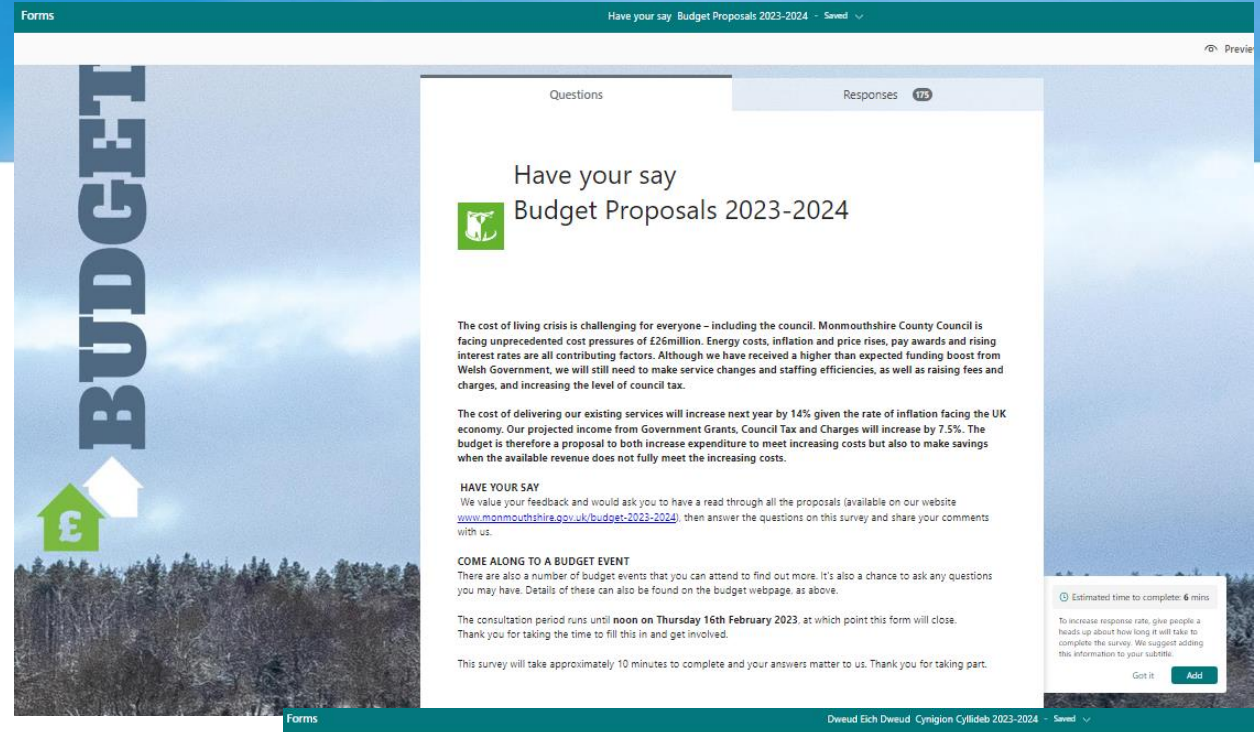 Forms
Have your say Budget Proposals 2023-2024 - Saved
Preview
BUDGET
£
Questions
Responses 175
Have your say
Budget Proposals 2023-2024
The cost of living crisis is challenging for everyone – including the council. Monmouthshire County Council is
facing unprecedented cost pressures of £26million. Energy costs, inflation and price rises, pay awards and rising
interest rates are all contributing factors. Although we have received a higher than expected funding boost from
Welsh Government, we will still need to make service changes and staffing efficiencies, as well as raising fees and
charges, and increasing the level of council tax.
The cost of delivering our existing services will increase next year by 14% given the rate of inflation facing the UK
economy. Our projected income from Government Grants, Council Tax and Charges will increase by 7.5%. The
budget is therefore a proposal to both increase expenditure to meet increasing costs but also to make savings
when the available revenue does not fully meet the increasing costs.
HAVE YOUR SAY
We value your feedback and would ask you to have a read through all the proposals (available on our website
www.monmouthshire.gov.uk/budget-2023-2024), then answer the questions on this survey and share your comments
with us.
COME ALONG TO A BUDGET EVENT
There are also a number of budget events that you can attend to find out more. It's also a chance to ask any questions
you may have. Details of these can also be found on the budget webpage, as above.
The consultation period runs until noon on Thursday 16th February 2023, at which point this form will close.
Thank you for taking the time to fill this in and get involved.
This survey will take approximately 10 minutes to complete and your answers matter to us. Thank you for taking part.
Estimated time to complete: 6 mins
To increase response rate, give people a
heads up about how long it will take to
complete the survey. We suggest adding
this information to your subtitle.
Got it Add
Forms
Dweud Eich Dweud Cynigion Cyllideb 2023-2024 - Saved